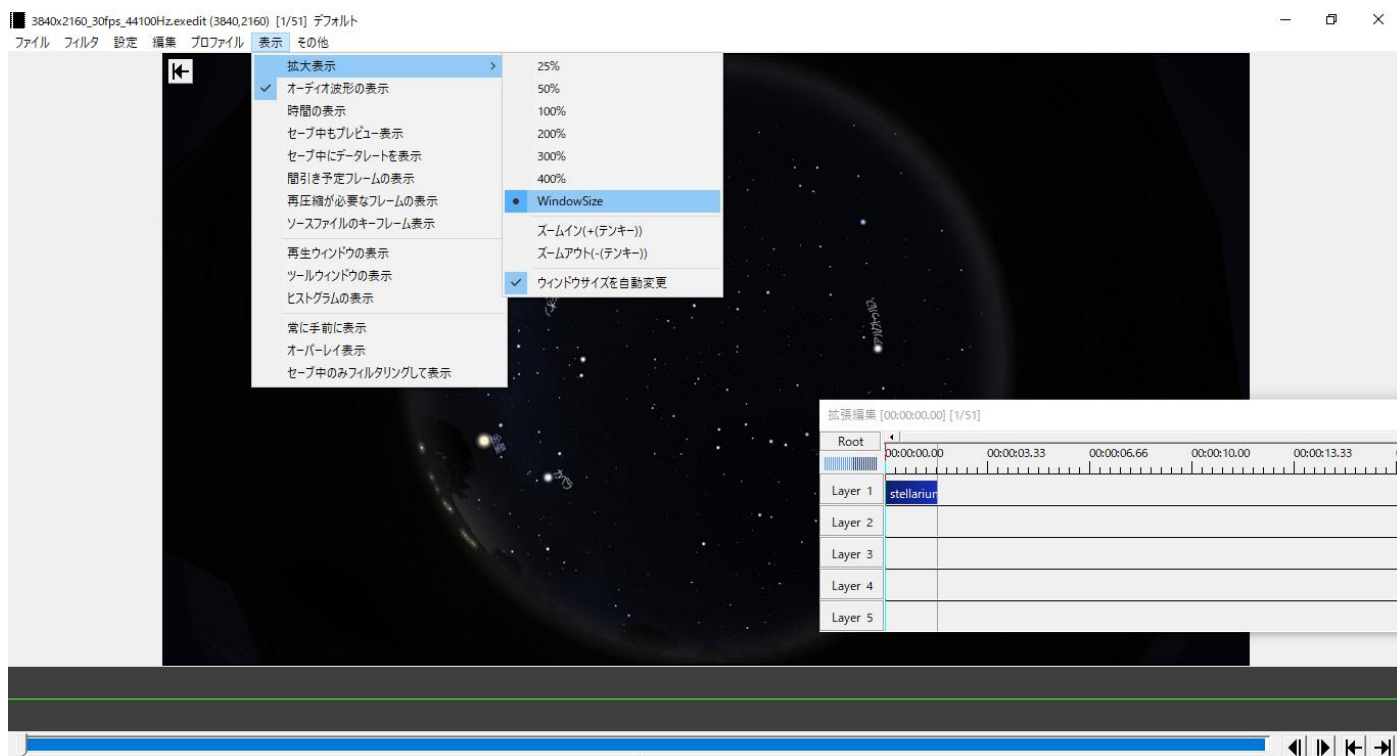 3840x2160_30fps_44100Hz.exedit (3840,2160) [1/51] デフォルト
ファイル フィルタ 設定 編集 プロファイル 表示 その他
拡大表示
オーディオ波形の表示
時間の表示
セーブ中もプレビュー表示
セーブ中にデータレートを表示
間引き予定フレームの表示
再圧縮が必要なフレームの表示
ソースファイルのキーフレーム表示
再生ウィンドウの表示
ツールウィンドウの表示
ヒストグラムの表示
常に手前に表示
オーバーレイ表示
セーブ中のみフィルタリングして表示
25%
50%
100%
200%
300%
400%
WindowSize
ズームイン(+(テンキー))
ズームアウト(-(テンキー))
ウィンドウサイズを自動変更
金星
拡張編集 [00:00:00.00] [1/51]
Root
00:00:00.00 00:00:03.33 00:00:06.66 00:00:10.00 00:00:13.33
Layer 1 stellariur
Layer 2
Layer 3
Layer 4
Layer 5